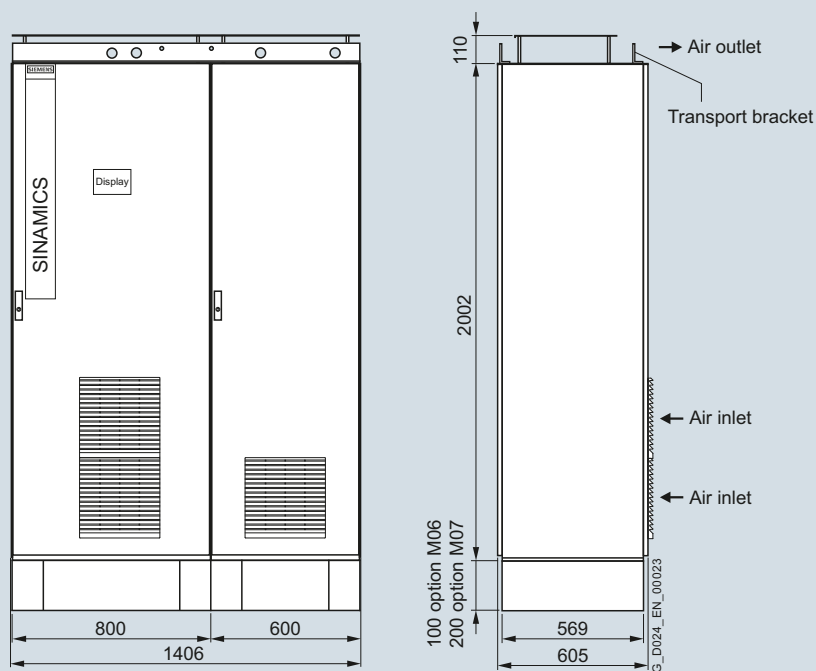 SIEMENS
SINAMICS
Display
800
600
1406
110
Air outlet
Transport bracket
2002
Air inlet
Air inlet
100 option M06
200 option M07
569
605
G_D024_EN_00023